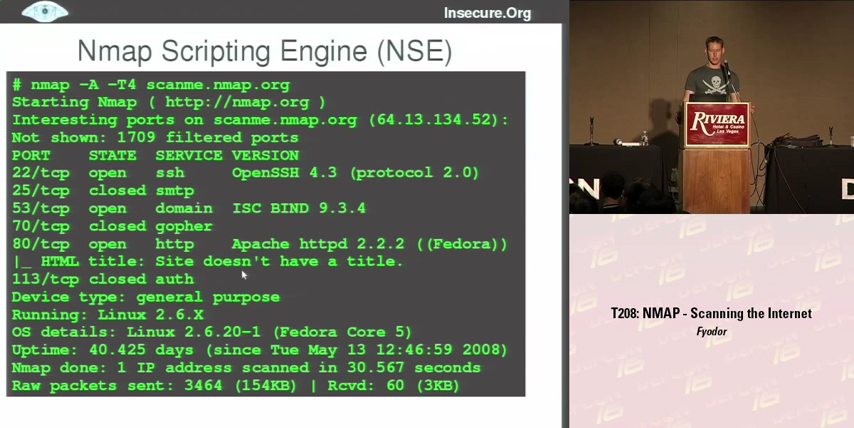 Insecure.Org
Nmap Scripting Engine (NSE)
# nmap -A -T4 scanme.nmap.org
Starting Nmap ( http://nmap.org )
Interesting ports on scanme.nmap.org (64.13.134.52):
Not shown: 1709 filtered ports
PORT STATE SERVICE VERSION
22/tcp open ssh OpenSSH 4.3 (protocol 2.0)
25/tcp closed smtp
53/tcp open domain ISC BIND 9.3.4
70/tcp closed gopher
80/tcp open http Apache httpd 2.2.2 ((Fedora))
|_ HTML title: Site doesn't have a title.
113/tcp closed auth
Device type: general purpose
Running: Linux 2.6.X
OS details: Linux 2.6.20-1 (Fedora Core 5)
Uptime: 40.425 days (since Tue May 13 12:46:59 2008)
Nmap done: 1 IP address scanned in 30.567 seconds
Raw packets sent: 3464 (154KB) | Rcvd: 60 (3KB)
RIVIERA
Hotel & Casino
Las Vegas
T208: NMAP - Scanning the Internet
Fyodor